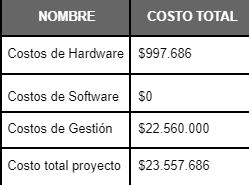 NOMBRE COSTO TOTAL
Costos de Hardware $997.686
Costos de Software $0
Costos de Gestión $22.560.000
Costo total proyecto $23.557.686